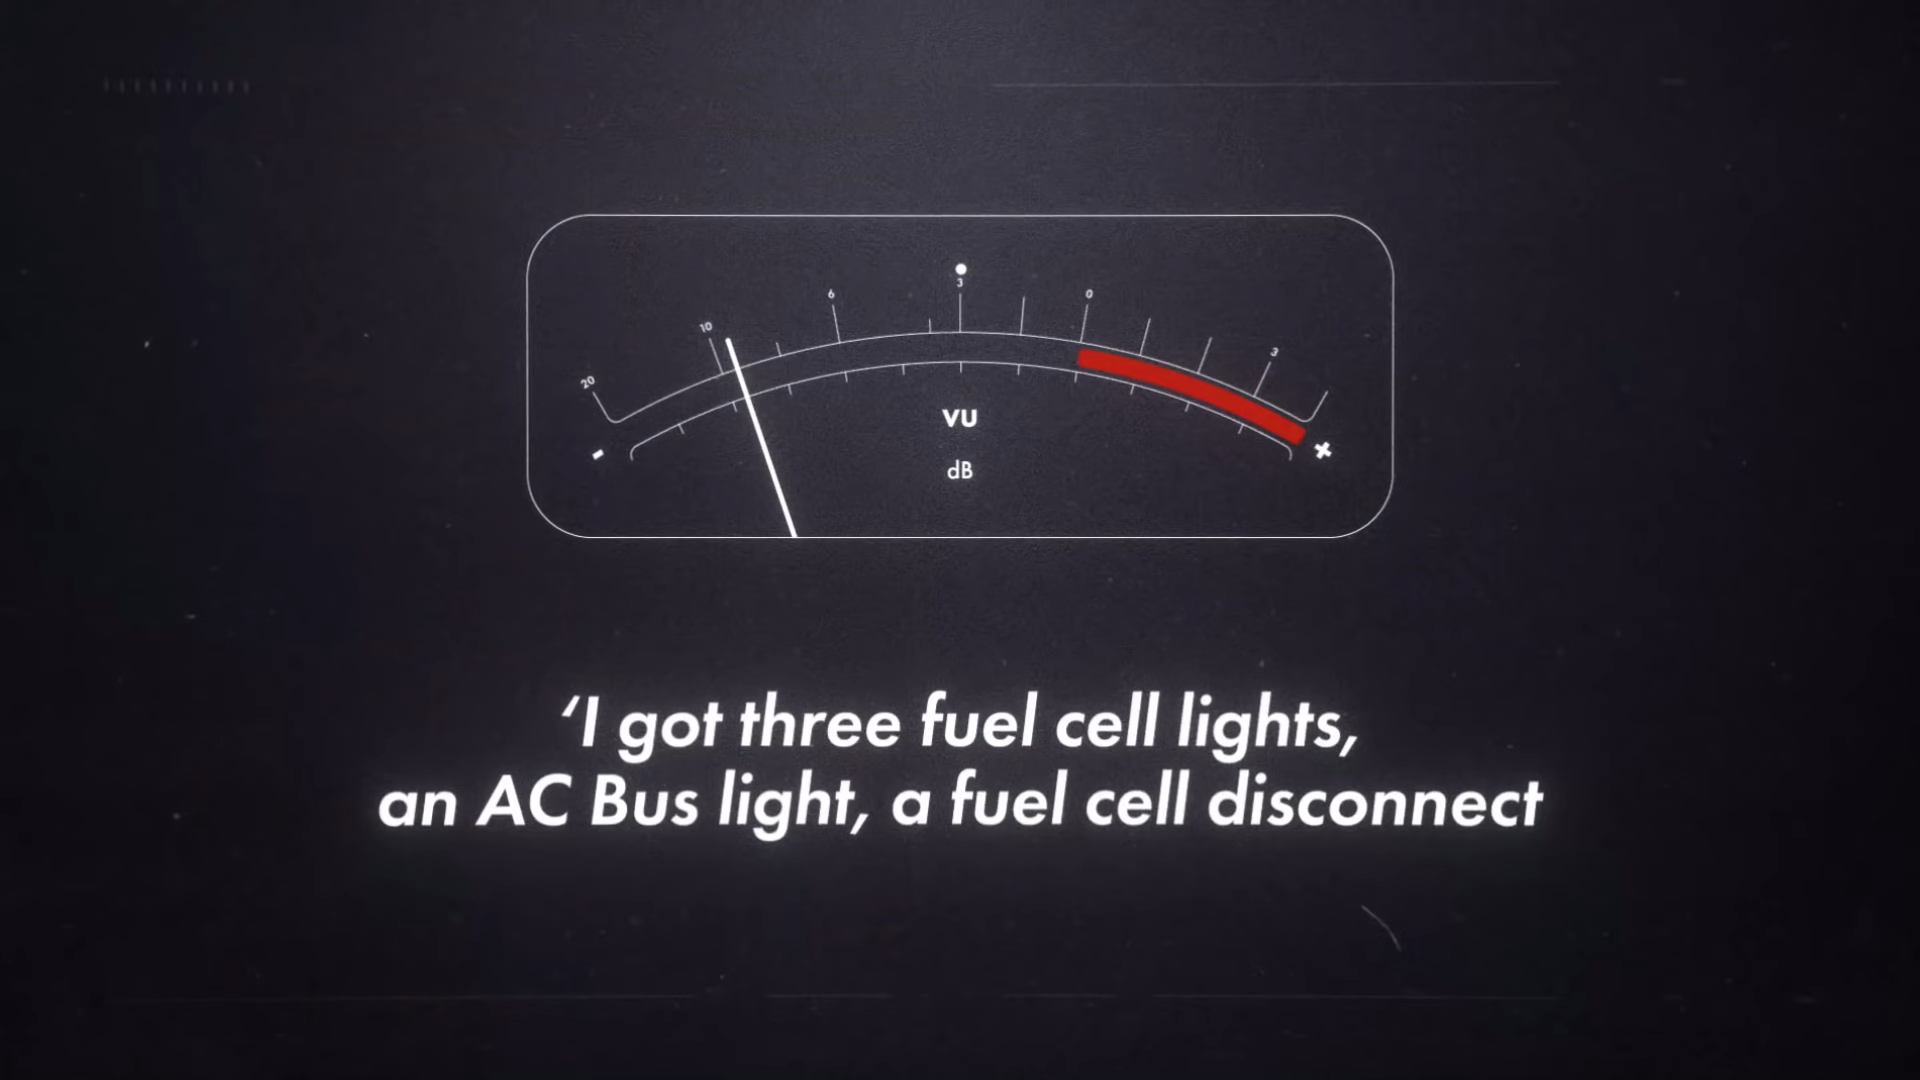 3
6
0
10
3
20
VU
- +
dB
‘I got three fuel cell lights,
an AC Bus light, a fuel cell disconnect